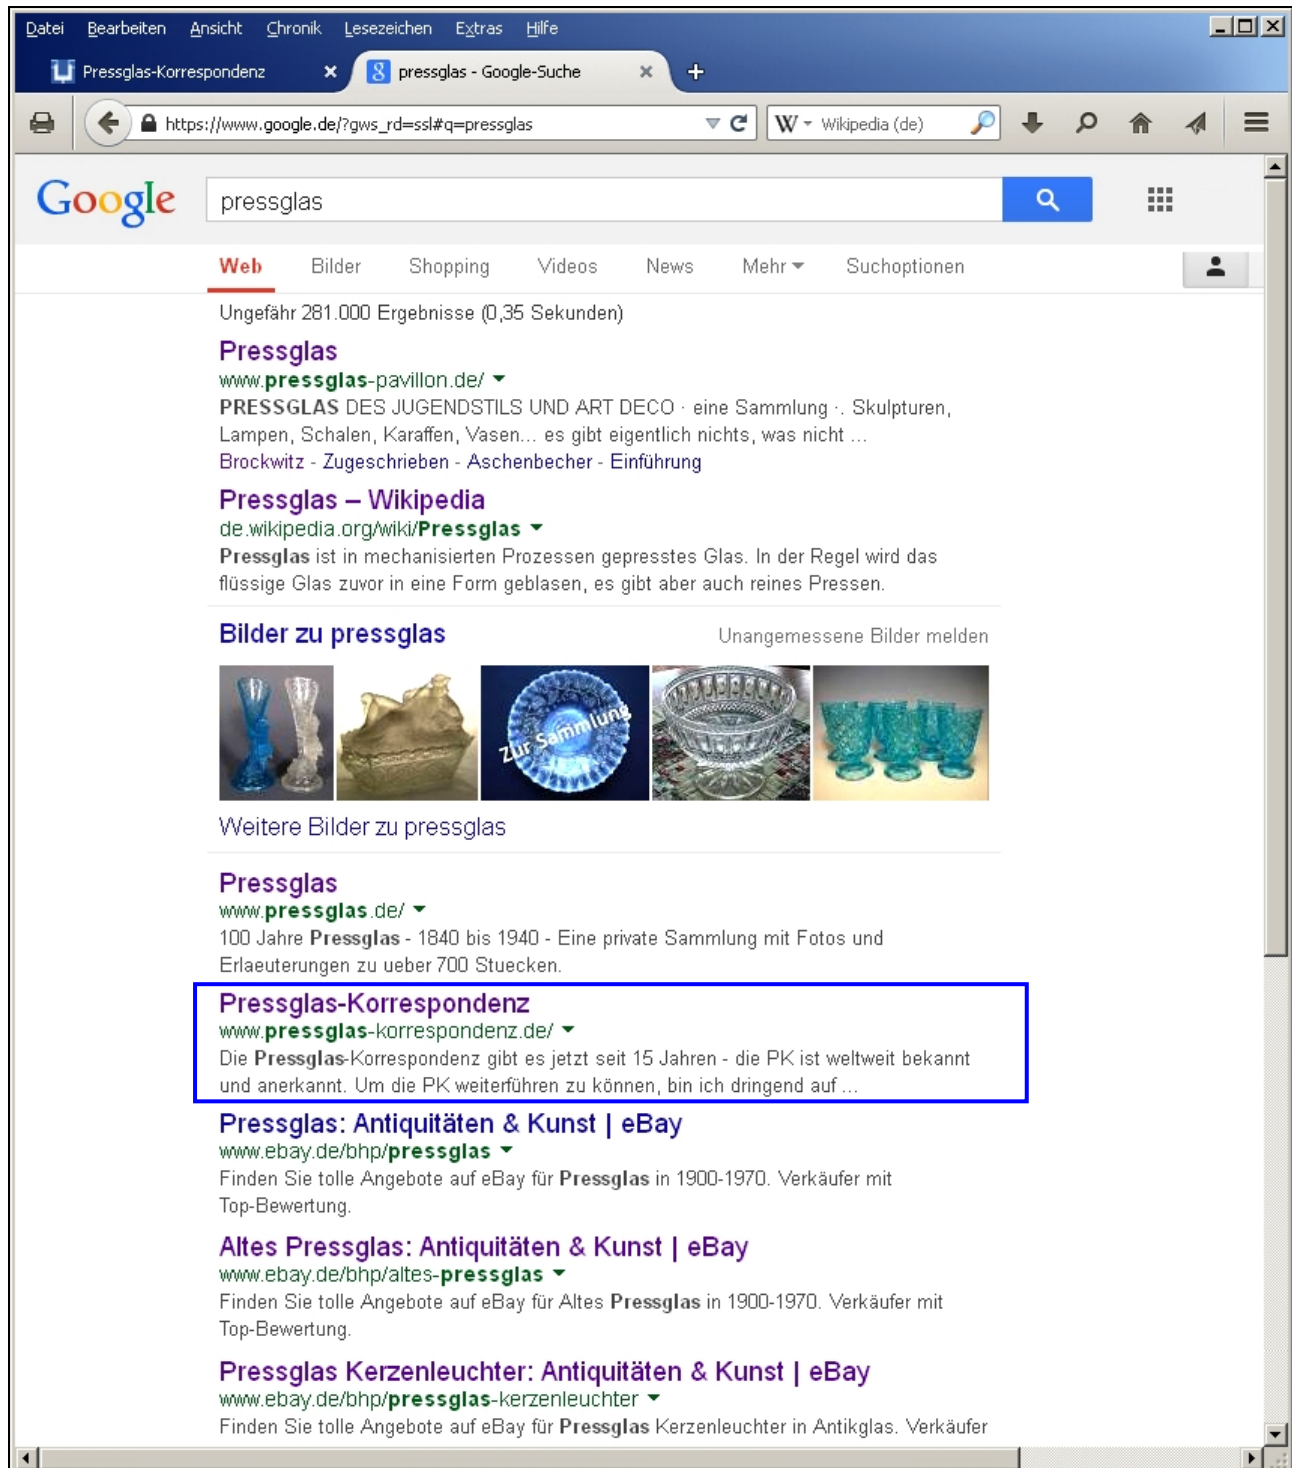 Datei Bearbeiten Ansicht Chronik Lesezeichen Extras Hilfe
Pressglas-Korrespondenz
pressglas - Google-Suche
https://www.google.de/?gws_rd=ssl#q=pressglas
W Wikipedia (de)
Google pressglas
Web Bilder Shopping Videos News Mehr Suchoptionen
Ungefähr 281.000 Ergebnisse (0,35 Sekunden)
Pressglas
www.pressglas-pavillon.de/
PRESSGLAS DES JUGENDSTILS UND ART DECO · eine Sammlung ·. Skulpturen,
Lampen, Schalen, Karaffen, Vasen... es gibt eigentlich nichts, was nicht ...
Brockwitz - Zugeschrieben - Aschenbecher - Einführung
Pressglas – Wikipedia
de.wikipedia.org/wiki/Pressglas
Pressglas ist in mechanisierten Prozessen gepresstes Glas. In der Regel wird das
flüssige Glas zuvor in eine Form geblasen, es gibt aber auch reines Pressen.
Bilder zu pressglas Unangemessene Bilder melden
Zur Sammlung
Weitere Bilder zu pressglas
Pressglas
www.pressglas.de/
100 Jahre Pressglas - 1840 bis 1940 - Eine private Sammlung mit Fotos und
Erlaeuterungen zu ueber 700 Stuecken.
Pressglas-Korrespondenz
www.pressglas-korrespondenz.de/
Die Pressglas-Korrespondenz gibt es jetzt seit 15 Jahren - die PK ist weltweit bekannt
und anerkannt. Um die PK weiterführen zu können, bin ich dringend auf ...
Pressglas: Antiquitäten & Kunst | eBay
www.ebay.de/bhp/pressglas
Finden Sie tolle Angebote auf eBay für Pressglas in 1900-1970. Verkäufer mit
Top-Bewertung.
Altes Pressglas: Antiquitäten & Kunst | eBay
www.ebay.de/bhp/altes-pressglas
Finden Sie tolle Angebote auf eBay für Altes Pressglas in 1900-1970. Verkäufer mit
Top-Bewertung.
Pressglas Kerzenleuchter: Antiquitäten & Kunst | eBay
www.ebay.de/bhp/pressglas-kerzenleuchter
Finden Sie tolle Angebote auf eBay für Pressglas Kerzenleuchter in Antikglas. Verkäufer